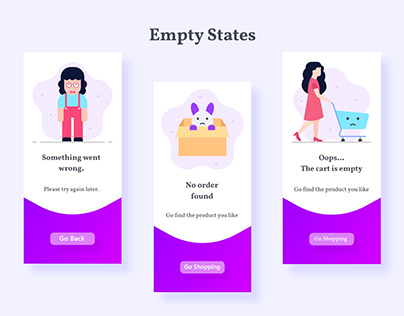 Empty States
Something went
wrong.
Please try again later.
Go Back
No order
found
Go find the product you like
Go Shopping
Oops...
The cart is empty
Go find the product you like
Go Shopping